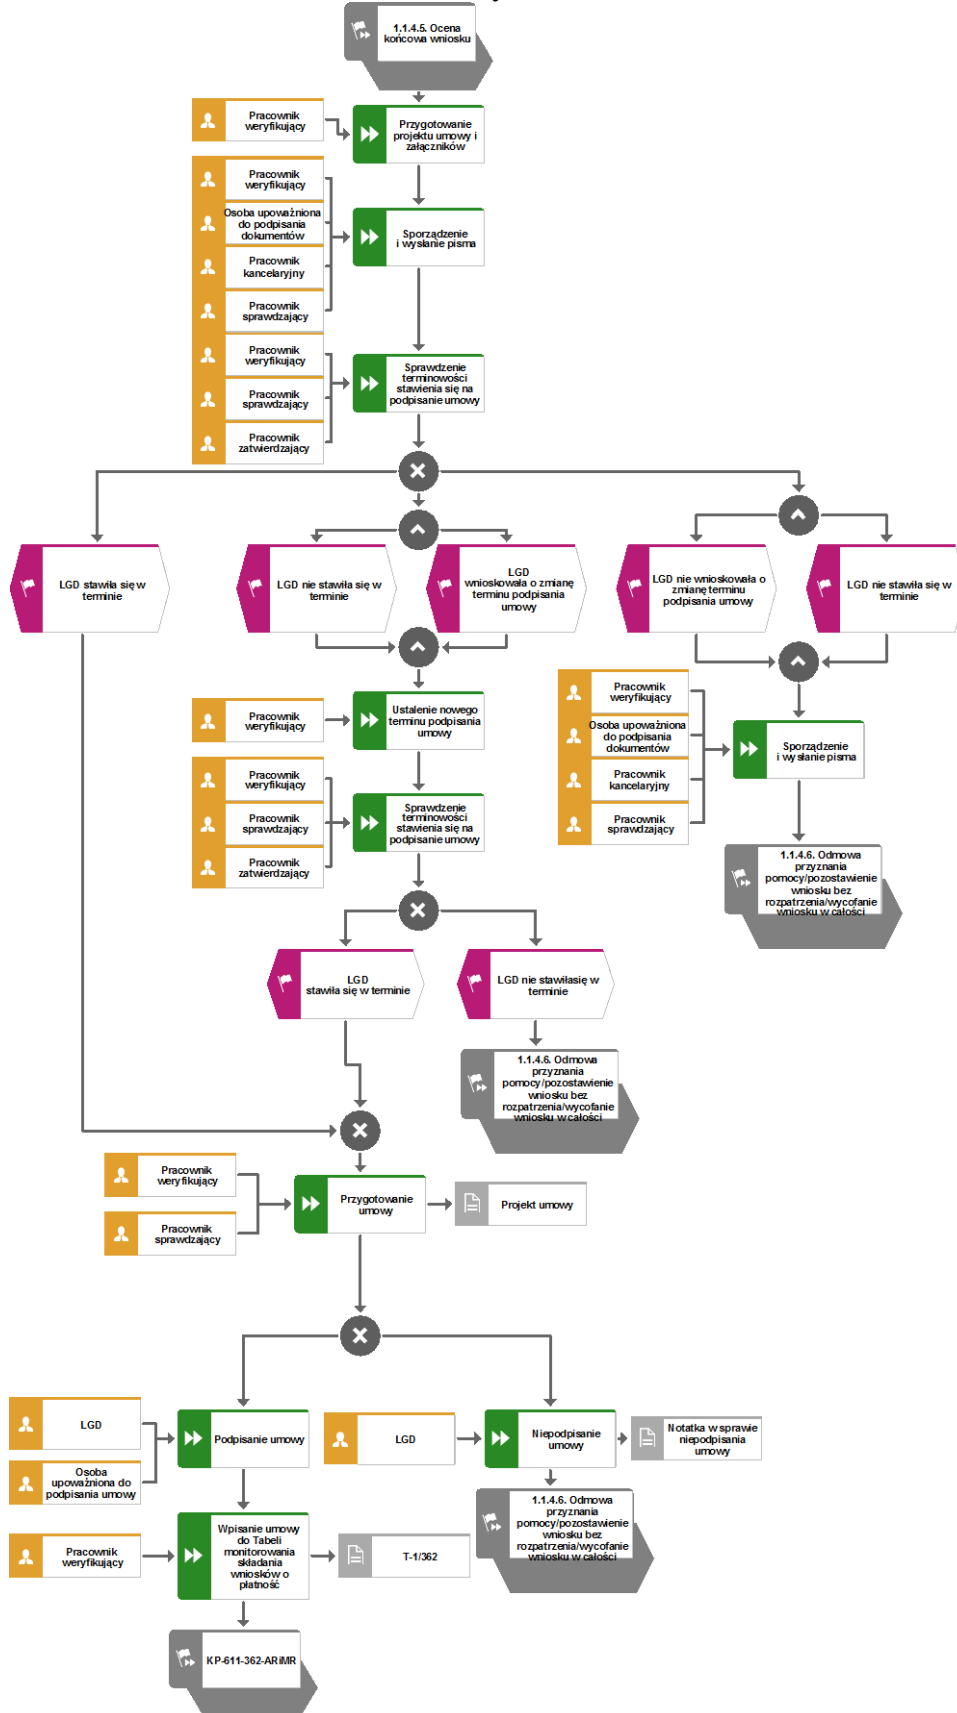 1.1.4.5. Ocena
końcowa wniosku
Pracownik
weryfikujący
Przygotowanie
projektu umowy i
załączników
Pracownik
weryfikujący
Osoba upoważniona
do podpisania
dokumentów
Pracownik
kancelaryjny
Pracownik
sprawdzający
Sporządzenie
i wysłanie pisma
Pracownik
weryfikujący
Pracownik
sprawdzający
Pracownik
zatwierdzający
Sprawdzenie
terminowości
stawienia się na
podpisanie umowy
LGD stawiła się w
terminie
LGD nie stawiła się w
terminie
LGD
wnioskowała o zmianę
terminu podpisania
umowy
LGD nie wnioskowała o
zmianę terminu
podpisania umowy
LGD nie stawiła się w
terminie
Pracownik
weryfikujący
Ustalenie nowego
terminu podpisania
umowy
Pracownik
weryfikujący
Osoba upoważniona
do podpisania
dokumentów
Pracownik
kancelaryjny
Pracownik
sprawdzający
Sporządzenie
i wysłanie pisma
Pracownik
weryfikujący
Pracownik
sprawdzający
Pracownik
zatwierdzający
Sprawdzenie
terminowości
stawienia się na
podpisanie umowy
1.1.4.6. Odmowa
przyznania
pomocy/pozostawienie
wniosku bez
rozpatrzenia/wycofanie
wniosku w całości
LGD
stawiła się w terminie
LGD nie stawiłasię w
terminie
1.1.4.6. Odmowa
przyznania
pomocy/pozostawienie
wniosku bez
rozpatrzenia/wycofanie
wniosku w całości
Pracownik
weryfikujący
Pracownik
sprawdzający
Przygotowanie
umowy
Projekt umowy
LGD
Osoba
upoważniona do
podpisania umowy
Podpisanie umowy
LGD
Niepodpisanie
umowy
Notatka w sprawie
niepodpisania
umowy
1.1.4.6. Odmowa
przyznania
pomocy/pozostawienie
wniosku bez
rozpatrzenia/wycofanie
wniosku w całości
Pracownik
weryfikujący
Wpisanie umowy
do Tabeli
monitorowania
składania
wniosków o
płatność
T-1/362
KP-611-362-ARiMR